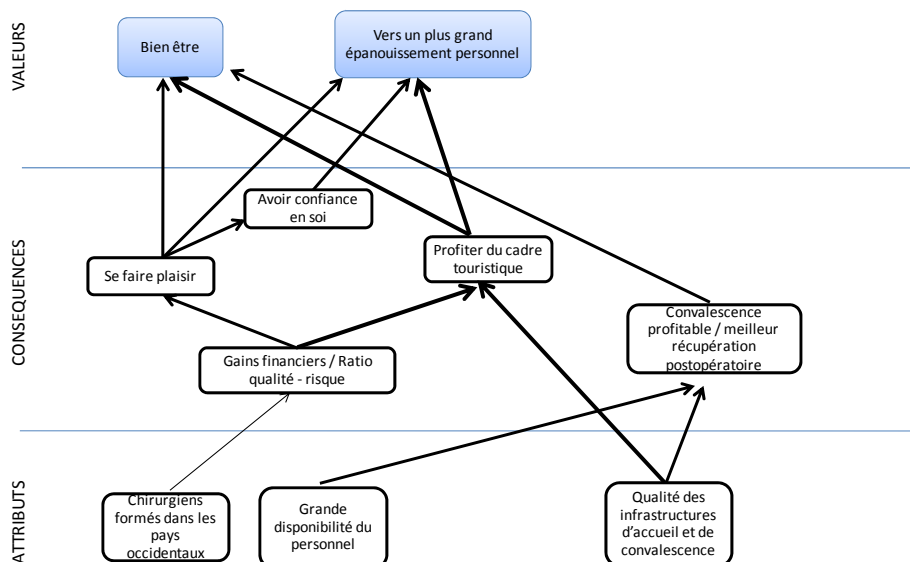 VALEURS
Bien être
Vers un plus grand
épanouissement personnel
CONSEQUENCES
Avoir confiance
en soi
Profiter du cadre
touristique
Se faire plaisir
Convalescence
profitable / meilleur
récupération
postopératoire
Gains financiers / Ratio
qualité - risque
ATTRIBUTS
Chirurgiens
formés dans les
pays
occidentaux
Grande
disponibilité du
personnel
Qualité des
infrastructures
d'accueil et de
convalescence